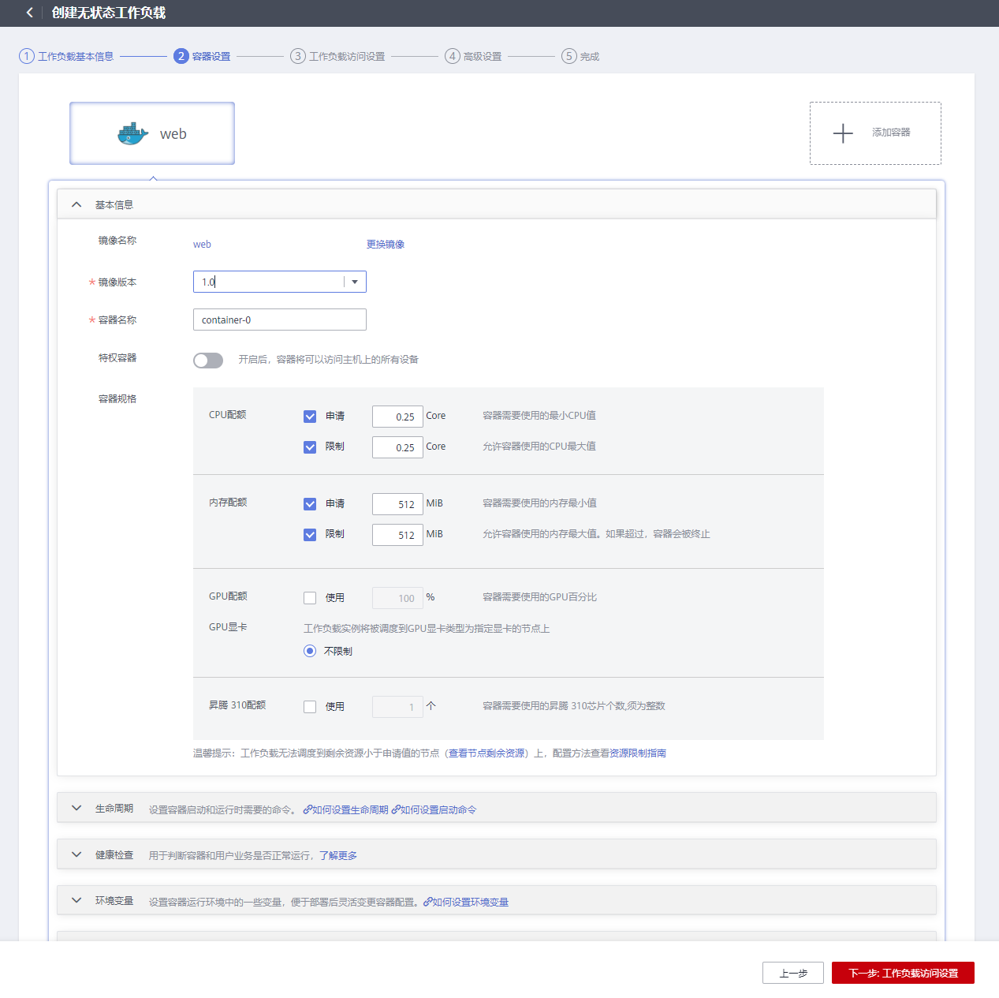 创建无状态工作负载
1 工作负载基本信息 2 容器设置 3 工作负载访问设置 4 高级设置 5 完成
web
添加容器
基本信息
镜像名称 web 更换镜像
* 镜像版本 1.0
* 容器名称 container-0
特权容器 开启后，容器将可以访问主机上的所有设备
容器规格
CPU配额 申请 0.25 Core 容器需要使用的最小CPU值
限制 0.25 Core 允许容器使用的CPU最大值
内存配额 申请 512 MiB 容器需要使用的内存最小值
限制 512 MiB 允许容器使用的内存最大值。如果超过，容器会被终止
GPU配额 使用 100 % 容器需要使用的GPU百分比
GPU显卡 工作负载实例将被调度到GPU显卡类型为指定显卡的节点上
不限制
昇腾 310配额 使用 1 个 容器需要使用的昇腾 310芯片个数,须为整数
温馨提示：工作负载无法调度到剩余资源小于申请值的节点（查看节点剩余资源）上，配置方法查看资源限制指南
生命周期 设置容器启动和运行时需要的命令。 如何设置生命周期 如何设置启动命令
健康检查 用于判断容器和用户业务是否正常运行，了解更多
环境变量 设置容器运行环境中的一些变量，便于部署后灵活变更容器配置。 如何设置环境变量
上一步 下一步: 工作负载访问设置